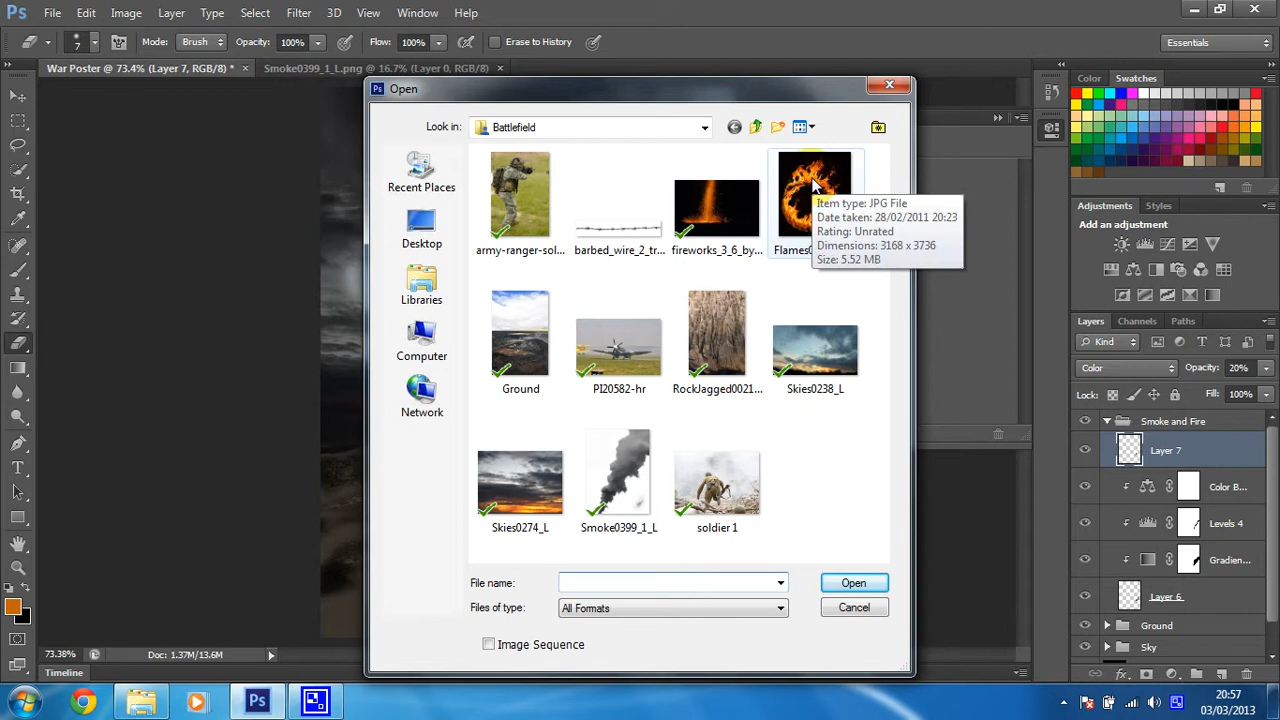 Ps File Edit Image Layer Type Select Filter 3D View Window Help
7 Mode: Brush Opacity: 100% Flow: 100% Erase to History Essentials
War Poster @ 73.4% (Layer 7, RGB/8) * × Smoke0399_1_L.png @ 16.7% (Layer 0, RGB/8) ×
Color Swatches
Ps Open
Look in: Battlefield
Recent Places
Desktop
Libraries
Computer
Network
army-ranger-sol... barbed_wire_2_tr... fireworks_3_6_by... Flames0
Item type: JPG File
Date taken: 28/02/2011 20:23
Rating: Unrated
Dimensions: 3168 x 3736
Size: 5.52 MB
Ground PI20582-hr RockJagged0021... Skies0238_L
Skies0274_L Smoke0399_1_L soldier 1
File name: Open
Files of type: All Formats Cancel
Image Sequence
Adjustments Styles
Add an adjustment
Layers Channels Paths
Kind
Color Opacity: 20%
Lock: Fill: 100%
Smoke and Fire
Layer 7
Color B...
Levels 4
Gradien...
Layer 6
Ground
Sky
73.38% Doc: 1.37M/13.6M
Timeline
Ps
20:57
03/03/2013